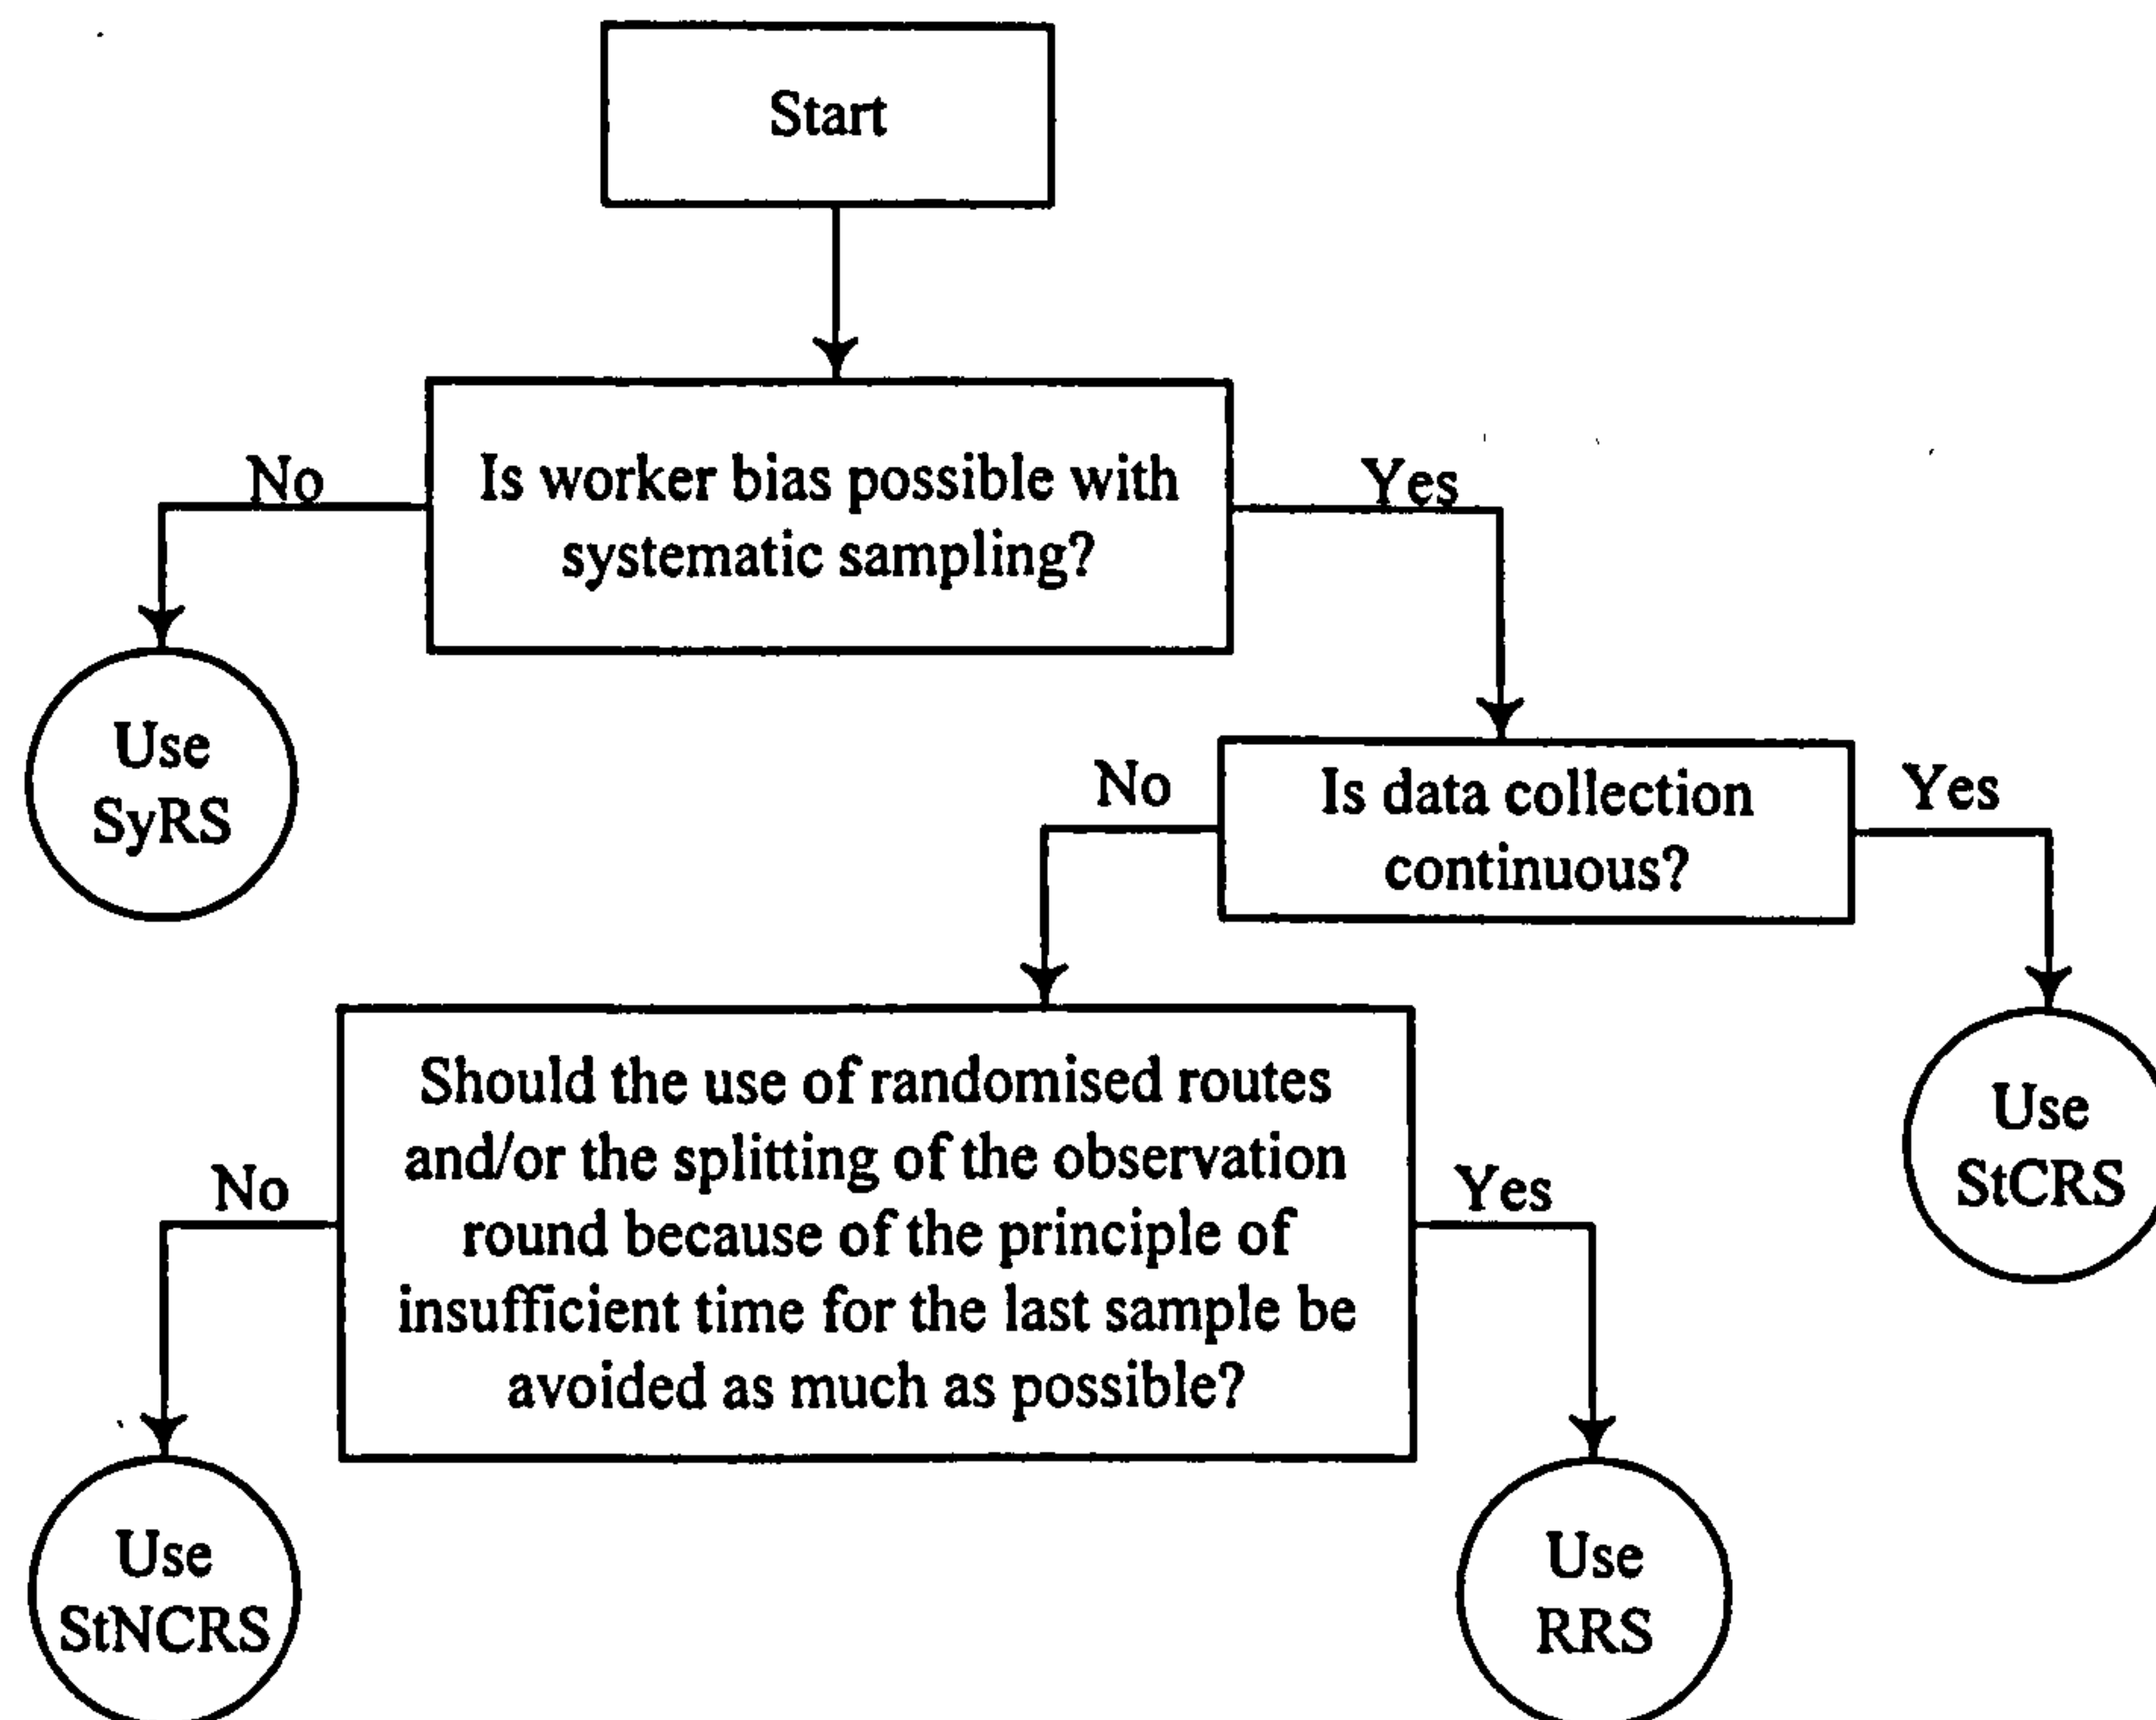 Start
Is worker bias possible with
systematic sampling?
No
Yes
Use
SyRS
Is data collection
continuous?
No
Yes
Use
StCRS
Should the use of randomised routes
and/or the splitting of the observation
round because of the principle of
insufficient time for the last sample be
avoided as much as possible?
No
Yes
Use
StNCRS
Use
RRS